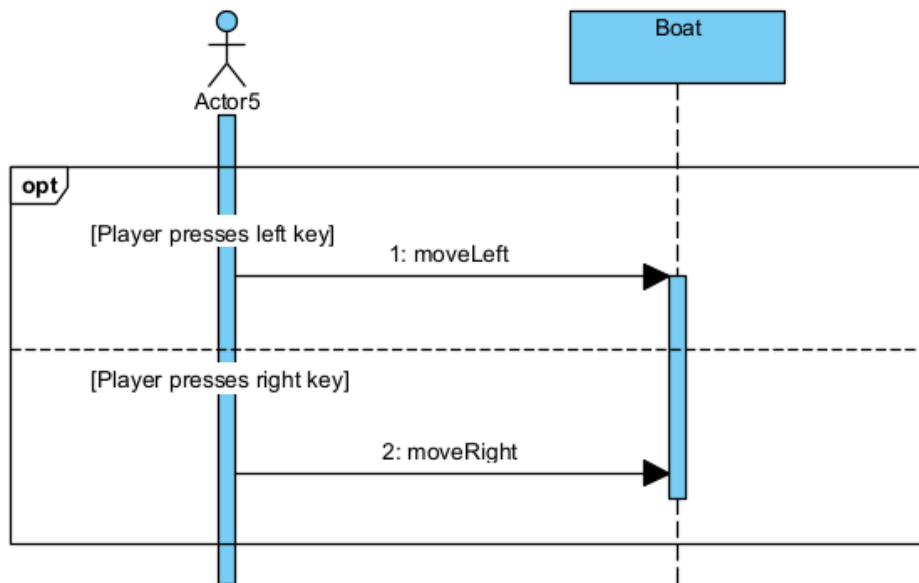 Boat
Actor5
opt
[Player presses left key]
1: moveLeft
[Player presses right key]
2: moveRight